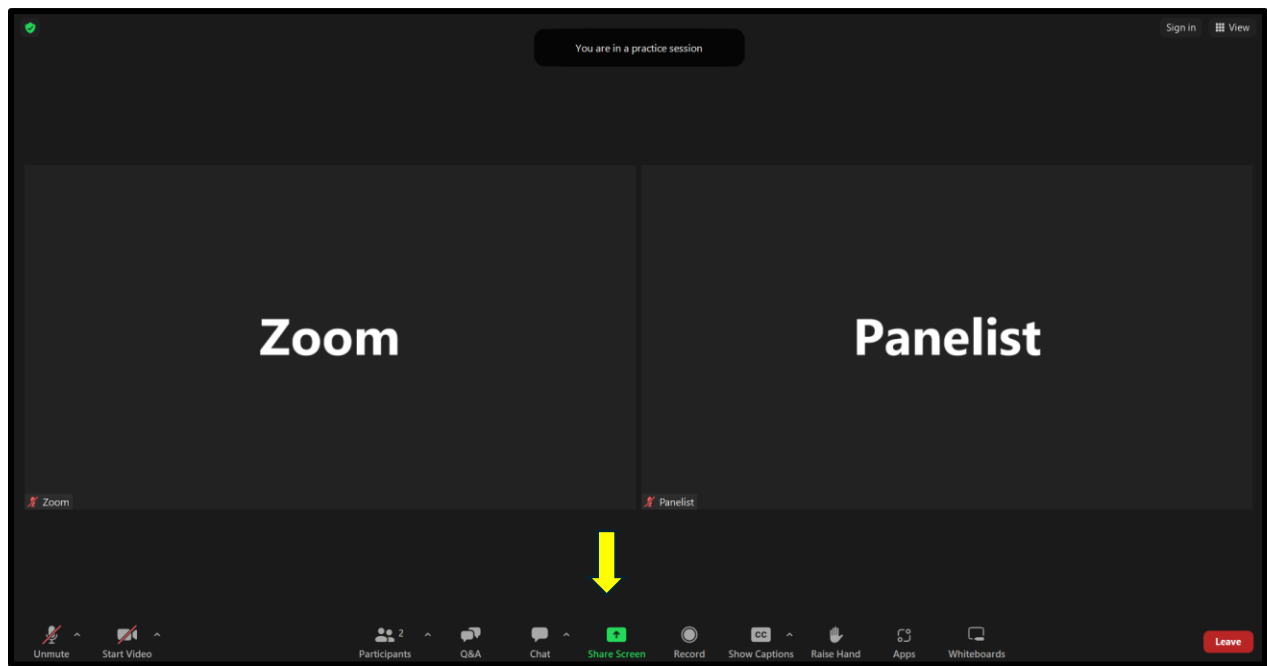 Sign in
View
You are in a practice session
Zoom
Panelist
Zoom
Panelist
2
CC
Unmute
Start Video
Participants
Q&A
Chat
Share Screen
Record
Show Captions
Raise Hand
Apps
Whiteboards
Leave